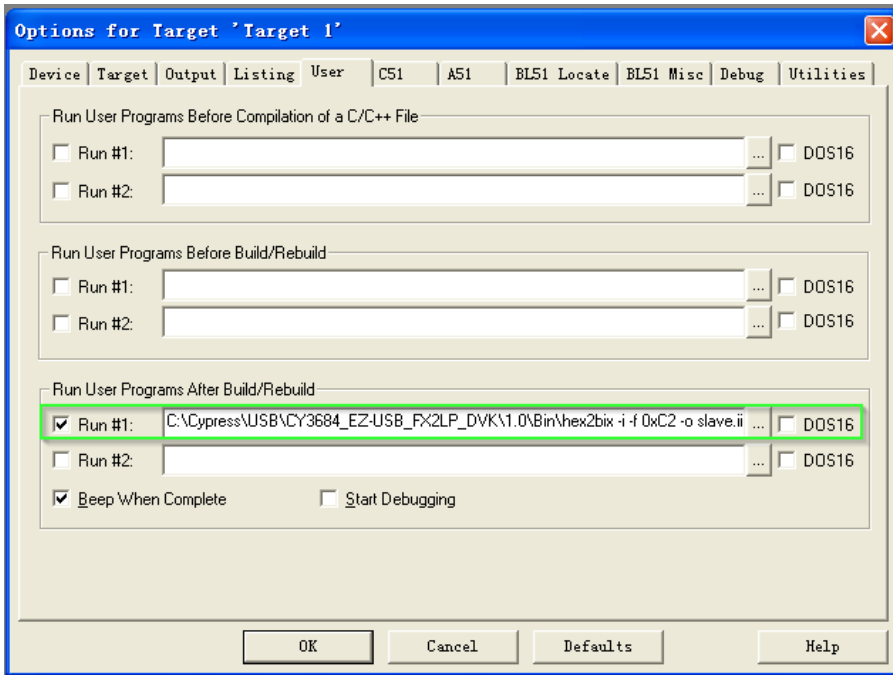 Options for Target 'Target 1'
Device Target Output Listing User C51 A51 BL51 Locate BL51 Misc Debug Utilities
Run User Programs Before Compilation of a C/C++ File
Run #1: ... DOS16
Run #2: ... DOS16
Run User Programs Before Build/Rebuild
Run #1: ... DOS16
Run #2: ... DOS16
Run User Programs After Build/Rebuild
Run #1: C:\Cypress\USB\CY3684_EZ-USB_FX2LP_DVK\1.0\Bin\hex2bix -i -f 0xC2 -o slave.ii ... DOS16
Run #2: ... DOS16
Beep When Complete Start Debugging
OK Cancel Defaults Help